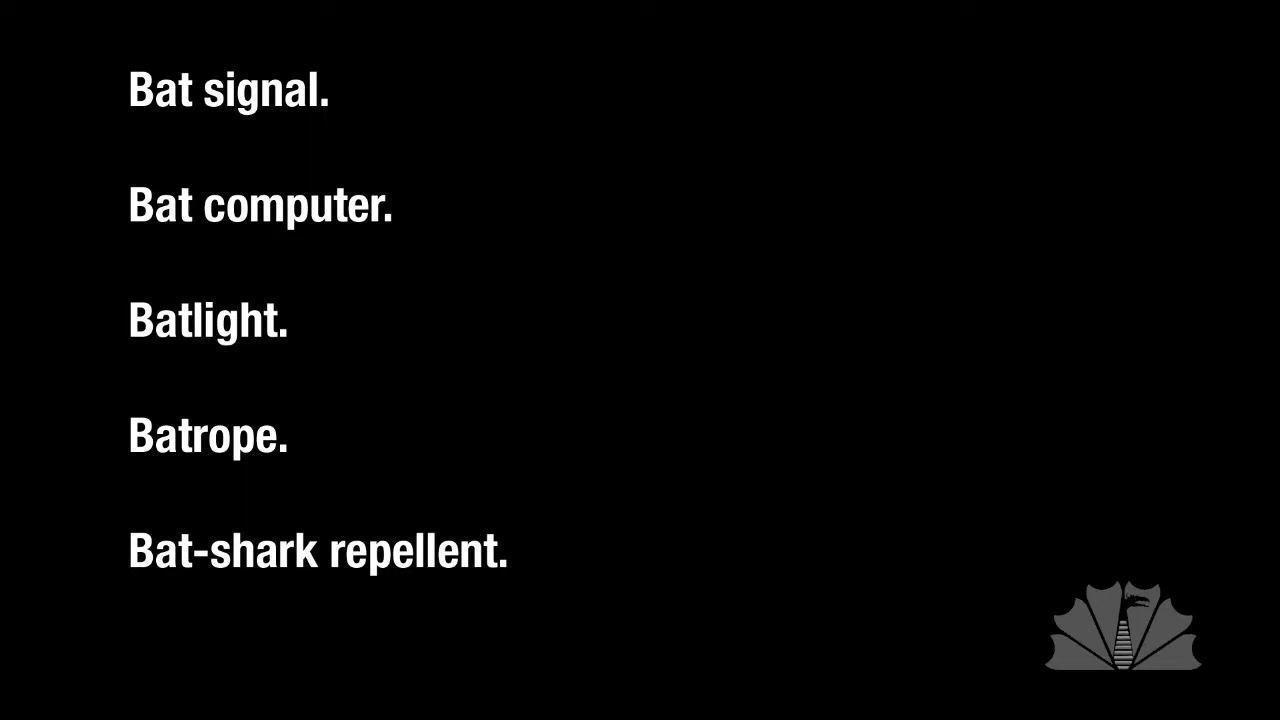 Bat signal.
Bat computer.
Batlight.
Batrope.
Bat-shark repellent.